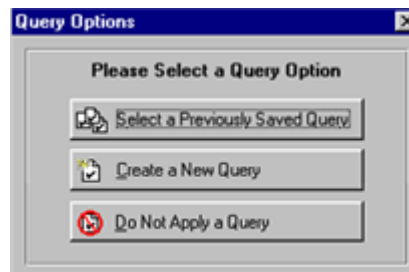 Query Options
Please Select a Query Option
Select a Previously Saved Query
Create a New Query
Do Not Apply a Query